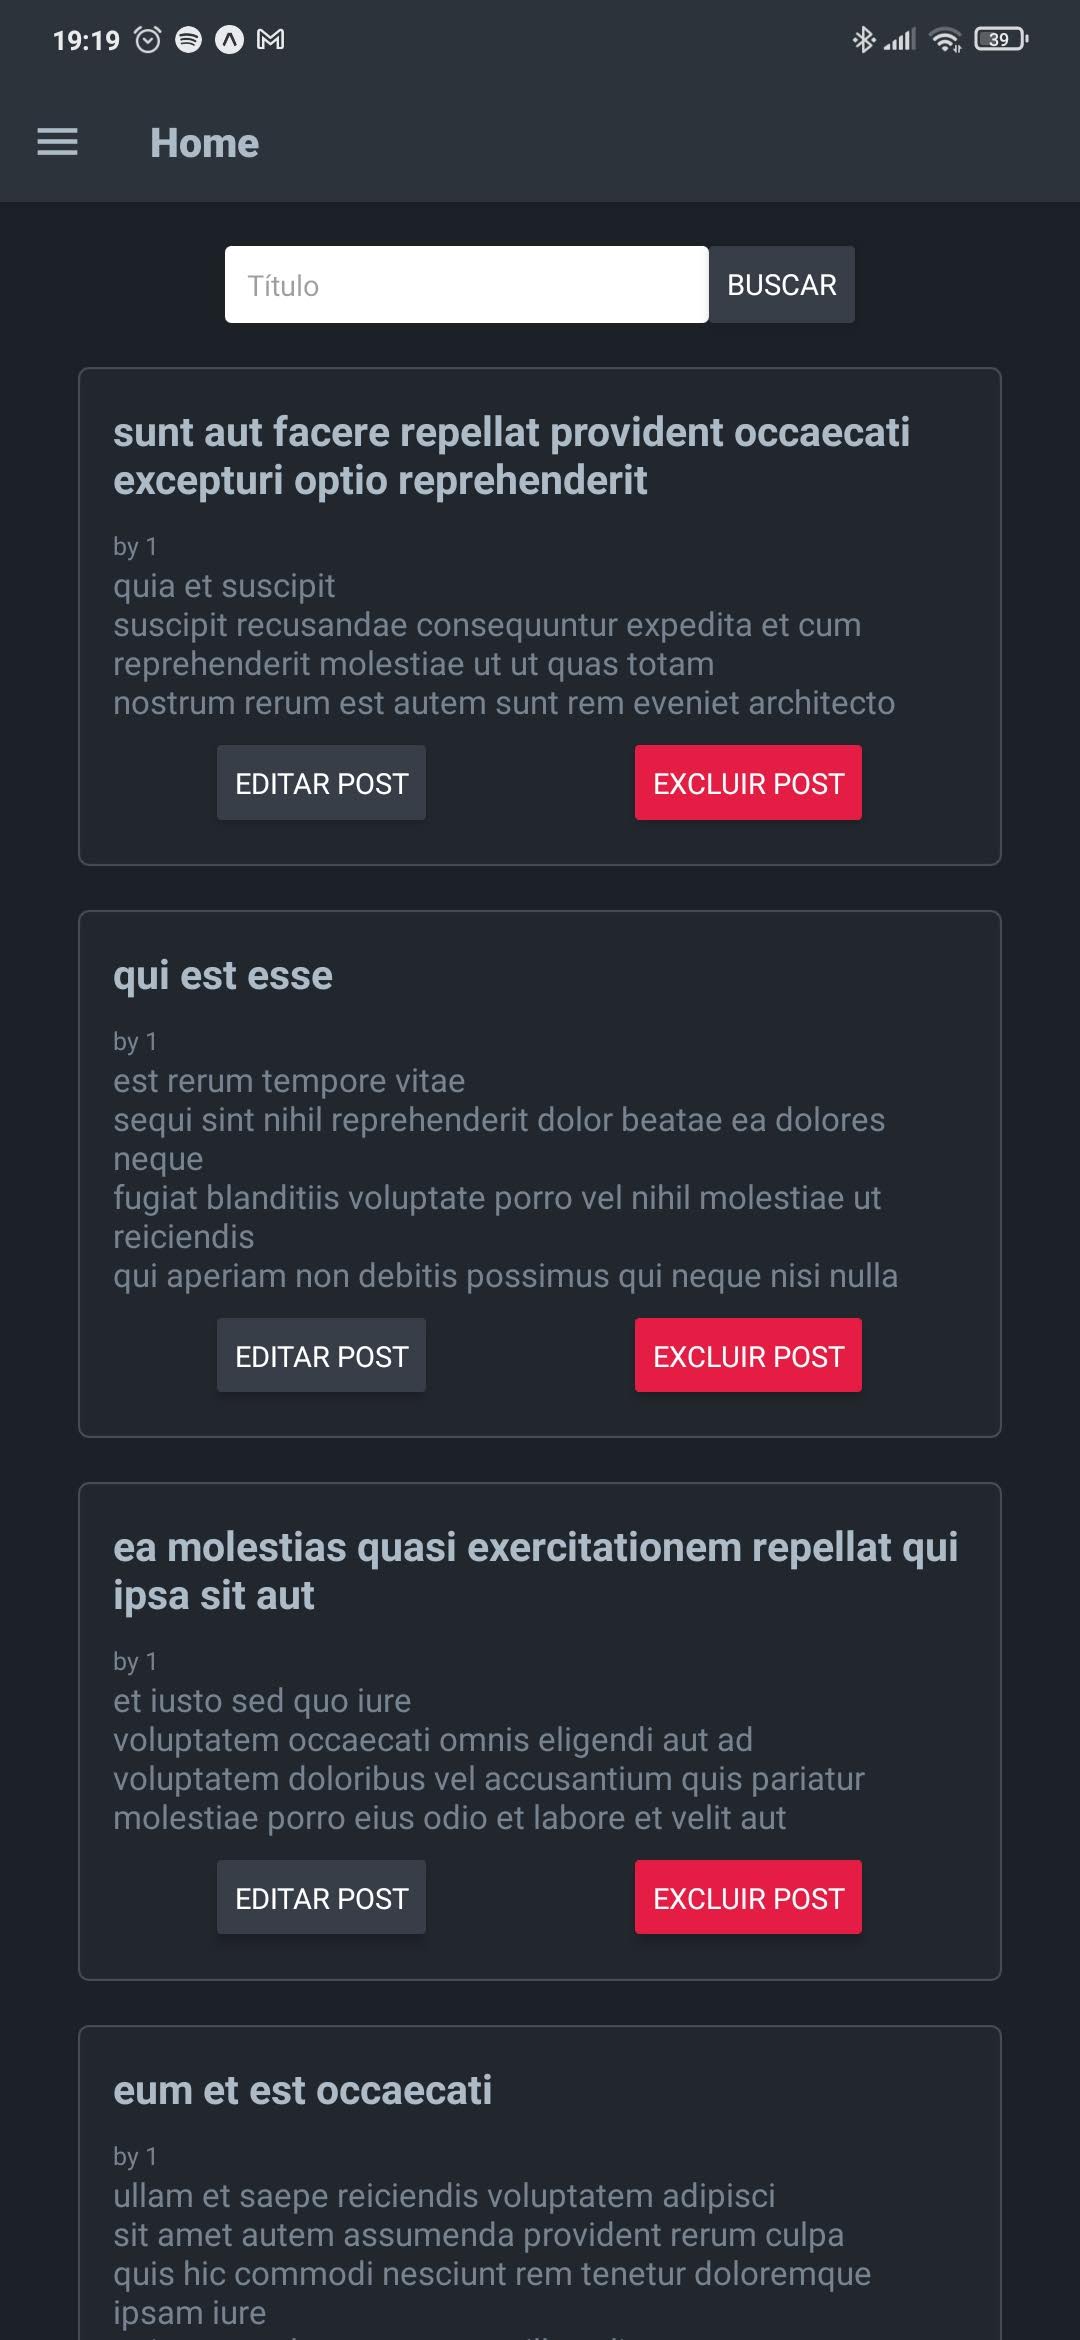 19:19
39
Home
Título
BUSCAR
sunt aut facere repellat provident occaecati
excepturi optio reprehenderit
by 1
quia et suscipit
suscipit recusandae consequuntur expedita et cum
reprehenderit molestiae ut ut quas totam
nostrum rerum est autem sunt rem eveniet architecto
EDITAR POST
EXCLUIR POST
qui est esse
by 1
est rerum tempore vitae
sequi sint nihil reprehenderit dolor beatae ea dolores
neque
fugiat blanditiis voluptate porro vel nihil molestiae ut
reiciendis
qui aperiam non debitis possimus qui neque nisi nulla
EDITAR POST
EXCLUIR POST
ea molestias quasi exercitationem repellat qui
ipsa sit aut
by 1
et iusto sed quo iure
voluptatem occaecati omnis eligendi aut ad
voluptatem doloribus vel accusantium quis pariatur
molestiae porro eius odio et labore et velit aut
EDITAR POST
EXCLUIR POST
eum et est occaecati
by 1
ullam et saepe reiciendis voluptatem adipisci
sit amet autem assumenda provident rerum culpa
quis hic commodi nesciunt rem tenetur doloremque
ipsam iure